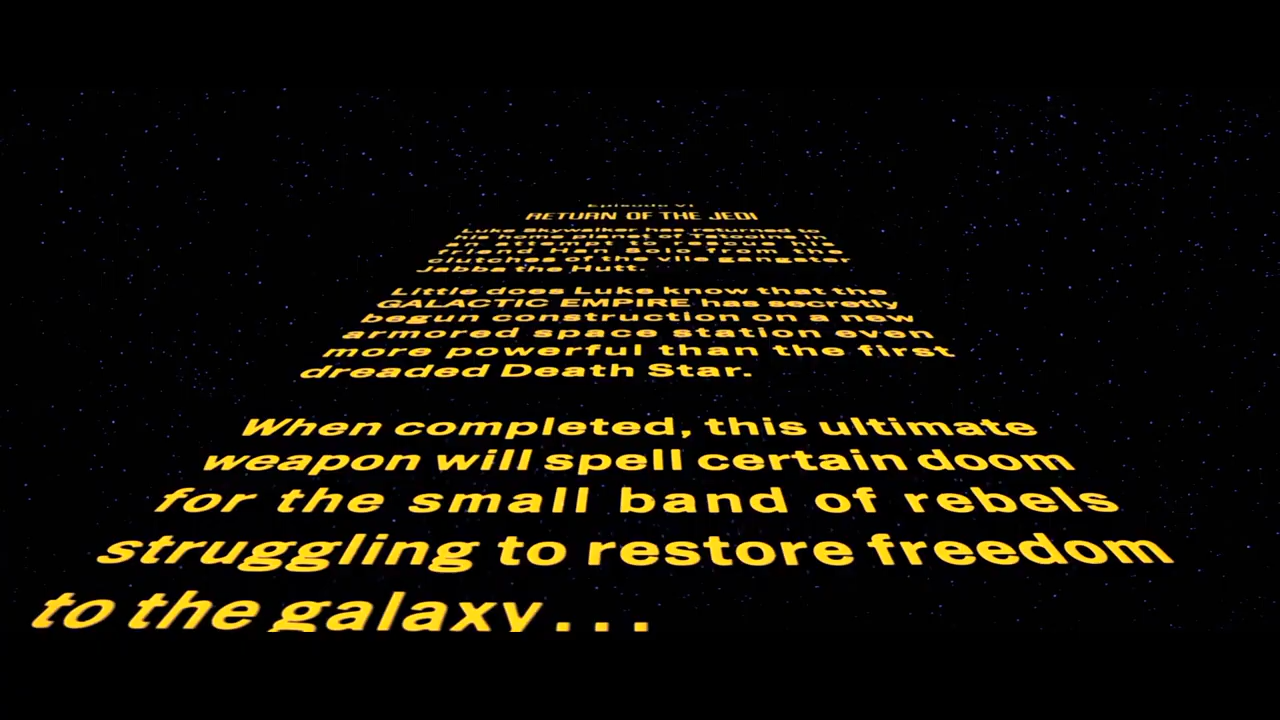 Episode VI
RETURN OF THE JEDI
Luke Skywalker has returned to
his home planet of Tatooine in
an attempt to rescue his
friend Han Solo from the
clutches of the vile gangster
Jabba the Hutt.
Little does Luke know that the
GALACTIC EMPIRE has secretly
begun construction on a new
armored space station even
more powerful than the first
dreaded Death Star.
When completed, this ultimate
weapon will spell certain doom
for the small band of rebels
struggling to restore freedom
to the galaxy...